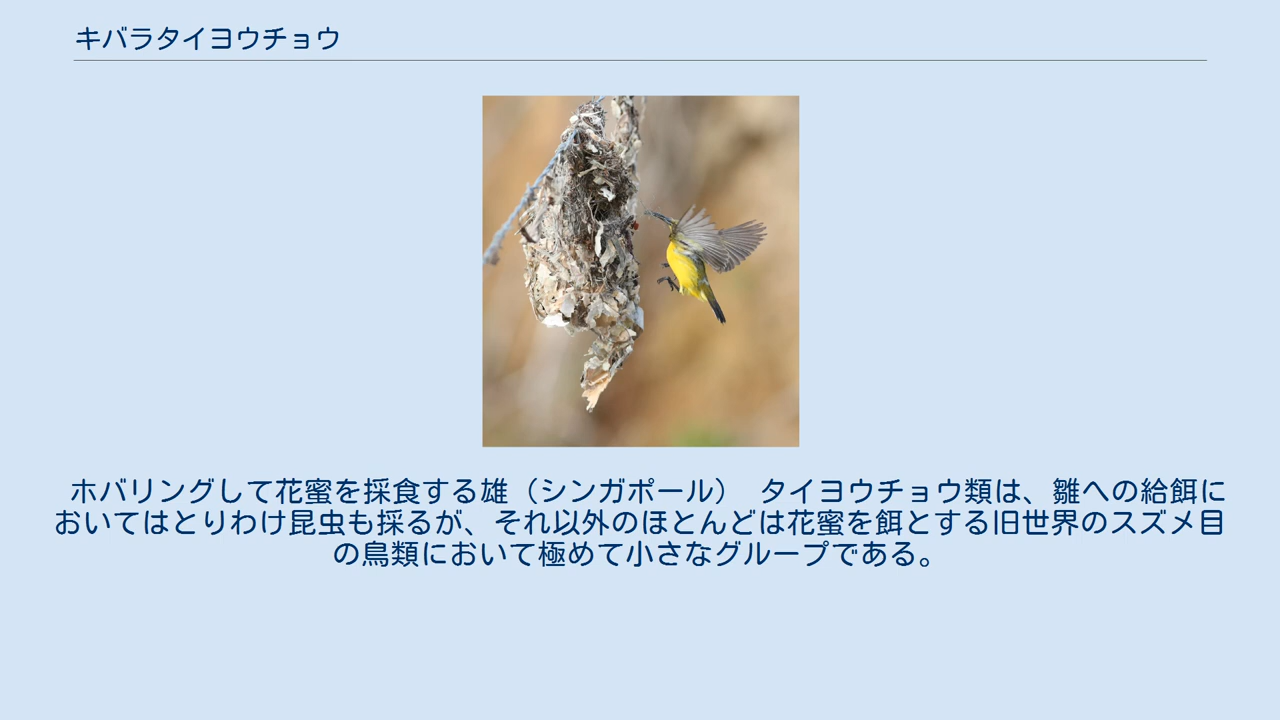 キバラタイヨウチョウ
ホバリングして花蜜を採食する雄（シンガポール） タイヨウチョウ類は、雛への給餌に
おいてはとりわけ昆虫も採るが、それ以外のほとんどは花蜜を餌とする旧世界のスズメ目
の鳥類において極めて小さなグループである。